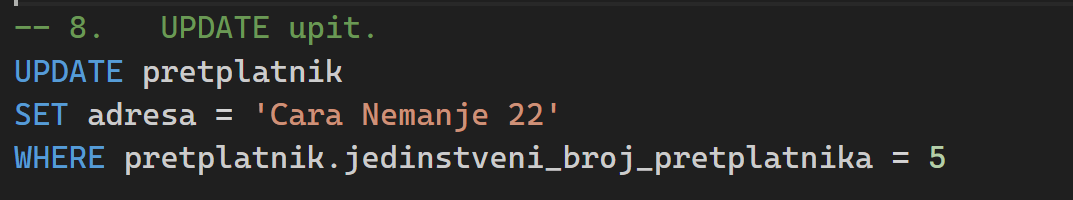 -- 8.   UPDATE upit.
UPDATE pretplatnik
SET adresa = 'Cara Nemanje 22'
WHERE pretplatnik.jedinstveni_broj_pretplatnika = 5